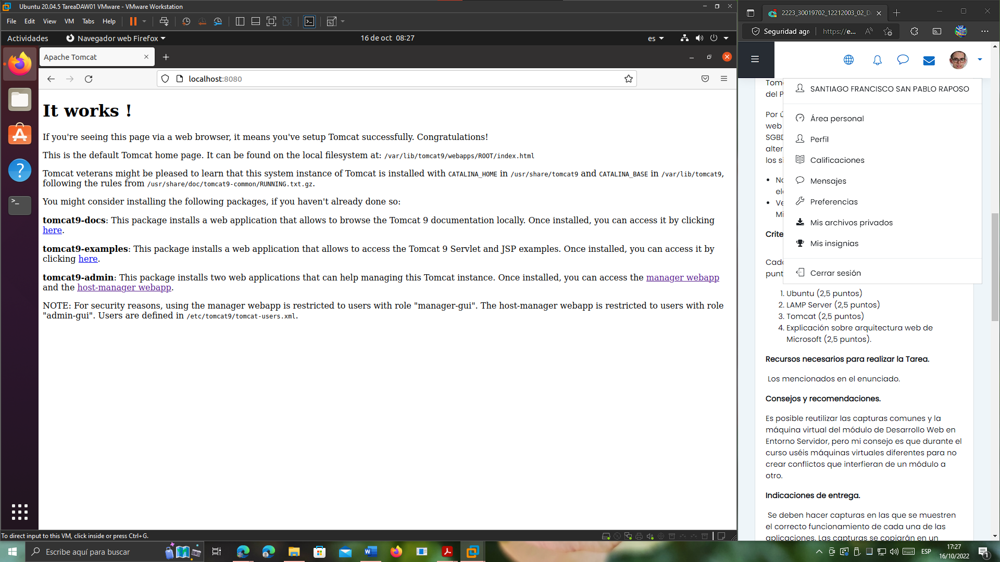 Ubuntu 20.04.5 TareaDAW01 VMware - VMware Workstation
File Edit View VM Tabs Help
Actividades
Navegador web Firefox
16 de oct 08:27
es
Apache Tomcat
localhost:8080
It works !
If you're seeing this page via a web browser, it means you've setup Tomcat successfully. Congratulations!
This is the default Tomcat home page. It can be found on the local filesystem at: /var/lib/tomcat9/webapps/ROOT/index.html
Tomcat veterans might be pleased to learn that this system instance of Tomcat is installed with CATALINA_HOME in /usr/share/tomcat9 and CATALINA_BASE in /var/lib/tomcat9,
following the rules from /usr/share/doc/tomcat9-common/RUNNING.txt.gz.
You might consider installing the following packages, if you haven't already done so:
tomcat9-docs: This package installs a web application that allows to browse the Tomcat 9 documentation locally. Once installed, you can access it by clicking
here.
tomcat9-examples: This package installs a web application that allows to access the Tomcat 9 Servlet and JSP examples. Once installed, you can access it by
clicking here.
tomcat9-admin: This package installs two web applications that can help managing this Tomcat instance. Once installed, you can access the manager webapp
and the host-manager webapp.
NOTE: For security reasons, using the manager webapp is restricted to users with role "manager-gui". The host-manager webapp is restricted to users with role
"admin-gui". Users are defined in /etc/tomcat9/tomcat-users.xml.
To direct input to this VM, click inside or press Ctrl+G.
2223_30019702_12212003_02_D
Seguridad agr
https://e...
Tom
del P
Por ú
web
SGBD
alter
los si
No
ele
Ve
Mi
Crite
Cada
punt
SANTIAGO FRANCISCO SAN PABLO RAPOSO
Área personal
Perfil
Calificaciones
Mensajes
Preferencias
Mis archivos privados
Mis insignias
Cerrar sesión
1. Ubuntu (2,5 puntos)
2. LAMP Server (2,5 puntos)
3. Tomcat (2,5 puntos)
4. Explicación sobre arquitectura web de
Microsoft (2,5 puntos).
Recursos necesarios para realizar la Tarea.
Los mencionados en el enunciado.
Consejos y recomendaciones.
Es posible reutilizar las capturas comunes y la
máquina virtual del módulo de Desarrollo Web en
Entorno Servidor, pero mi consejo es que durante el
curso uséis máquinas virtuales diferentes para no
crear conflictos que interfieran de un módulo a
otro.
Indicaciones de entrega.
Se deben hacer capturas en las que se muestren
el correcto funcionamiento de cada una de las
aplicaciones. Las capturas se copiarán en un
Escribe aquí para buscar
ESP
17:27
16/10/2022
1